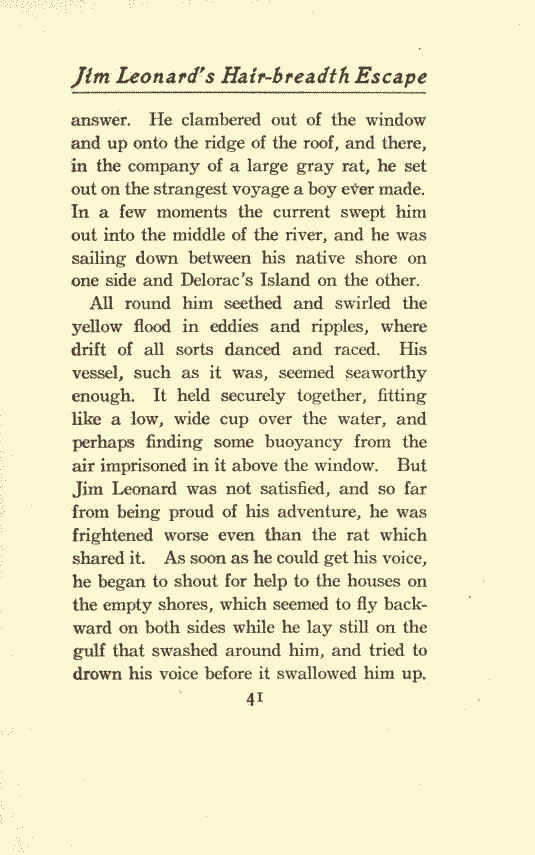 Jim Leonard's Hair-breadth Escape
answer. He clambered out of the window
and up onto the ridge of the roof, and there,
in the company of a large gray rat, he set
out on the strangest voyage a boy ever made.
In a few moments the current swept him
out into the middle of the river, and he was
sailing down between his native shore on
one side and Delorac's Island on the other.
All round him seethed and swirled the
yellow flood in eddies and ripples, where
drift of all sorts danced and raced. His
vessel, such as it was, seemed seaworthy
enough. It held securely together, fitting
like a low, wide cup over the water, and
perhaps finding some buoyancy from the
air imprisoned in it above the window. But
Jim Leonard was not satisfied, and so far
from being proud of his adventure, he was
frightened worse even than the rat which
shared it. As soon as he could get his voice,
he began to shout for help to the houses on
the empty shores, which seemed to fly back-
ward on both sides while he lay still on the
gulf that swashed around him, and tried to
drown his voice before it swallowed him up.
41